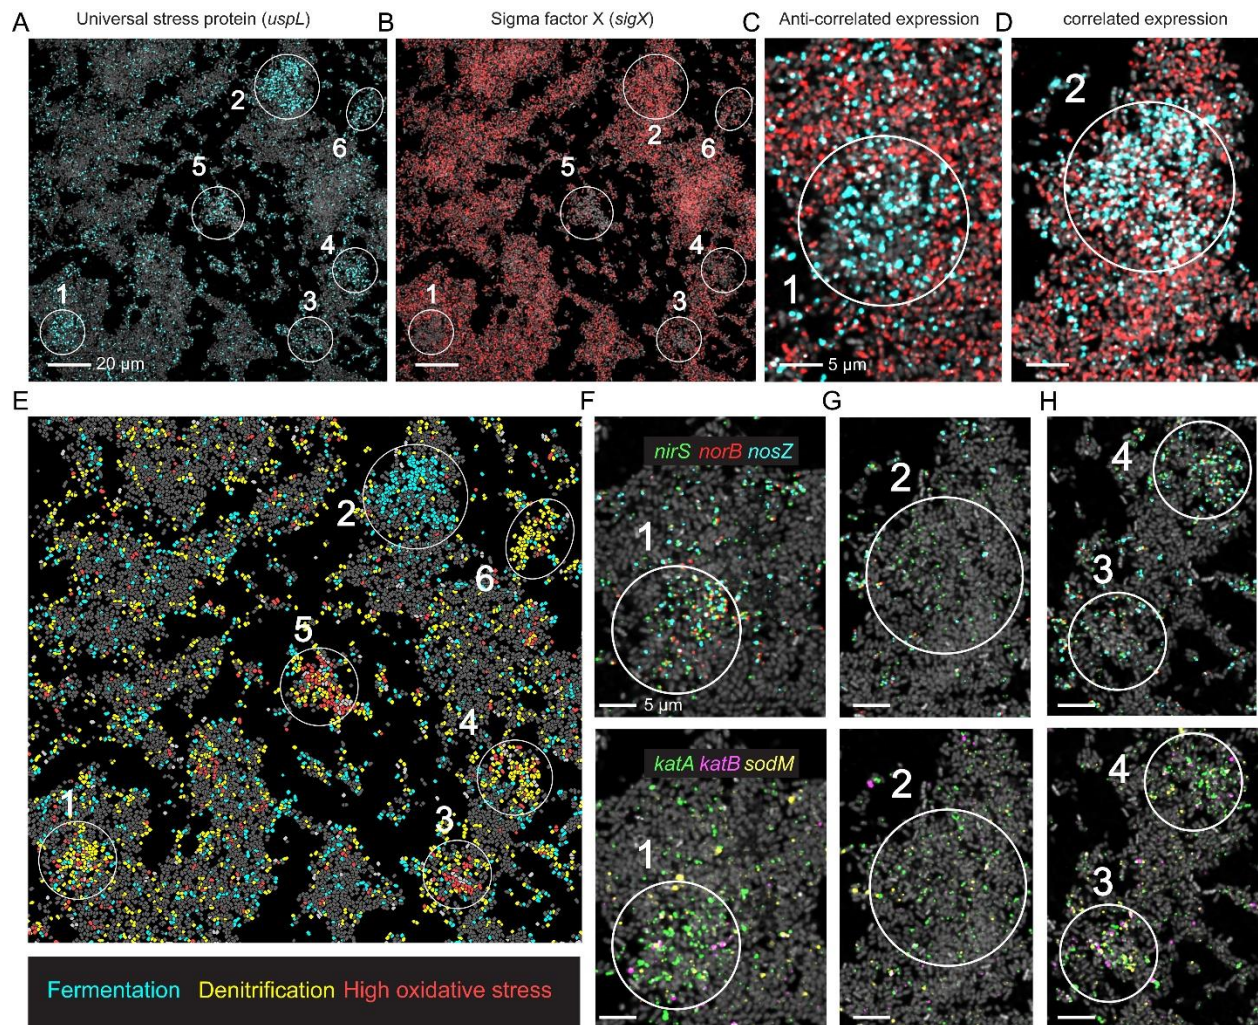 A Universal stress protein (uspL) B Sigma factor X (sigX) C Anti-correlated expression D correlated expression
2
6
5
4
3
1
20 µm
2
6
5
4
3
1
1
5 µm
2
E
2
6
5
4
3
1
Fermentation Denitrification High oxidative stress
F
nirS norB nosZ
1
5 µm
G
2
H
4
3
katA katB sodM
1
2
4
3